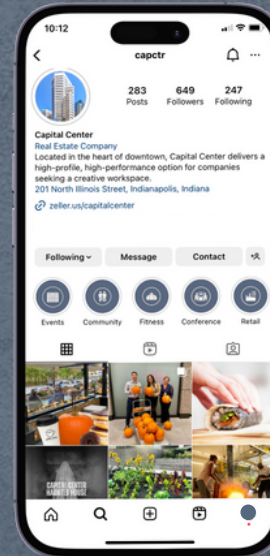 10:12
capctr
283
649
247
Posts
Followers
Following
Capital Center
Real Estate Company
Located in the heart of downtown, Capital Center delivers a
high-profile, high-performance option for companies
seeking a creative workspace.
201 North Illinois Street, Indianapolis, Indiana
zeller.us/capitalcenter
Following
Message
Contact
Events
Community
Fitness
Conference
Retail
CAPITAL CENTER
HAUNTED HOUSE